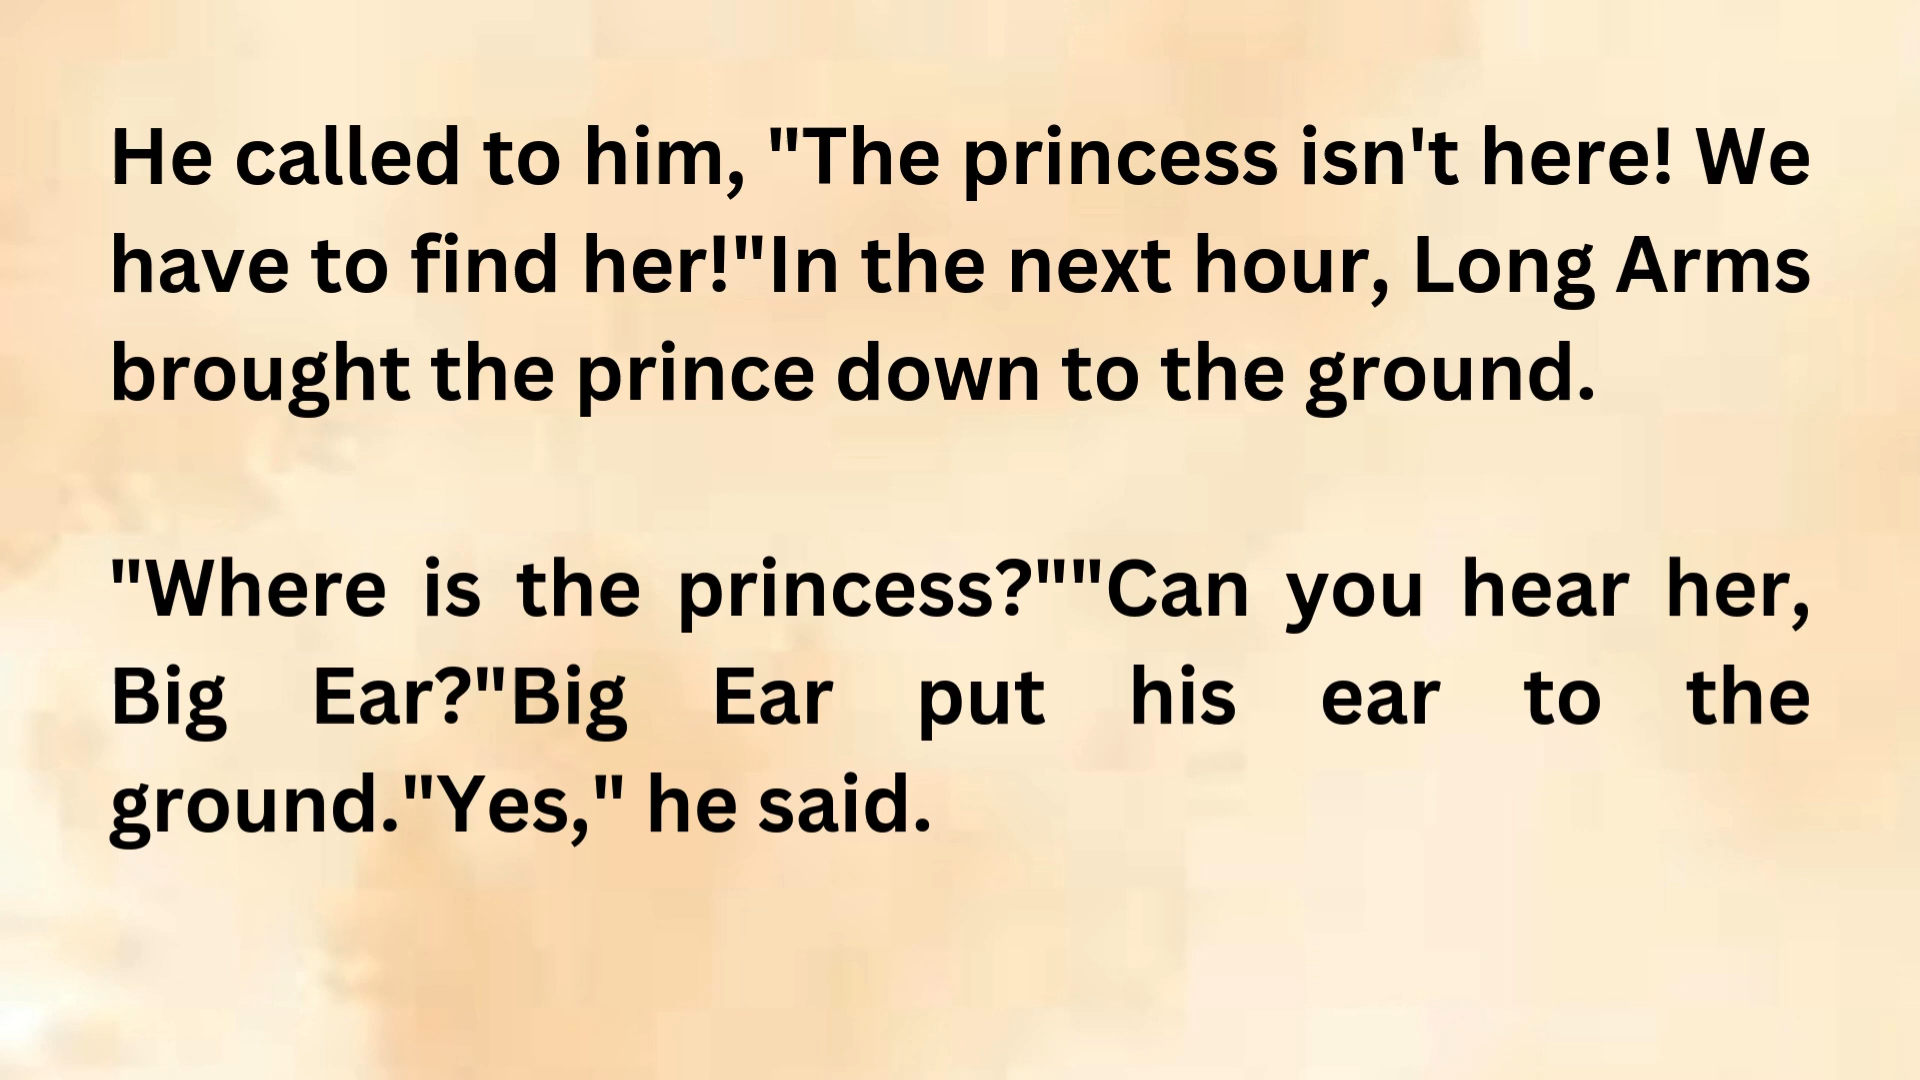 He called to him, "The princess isn't here! We
have to find her!"In the next hour, Long Arms
brought the prince down to the ground.
"Where is the princess?""Can you hear her,
Big Ear?"Big Ear put his ear to the
ground."Yes," he said.